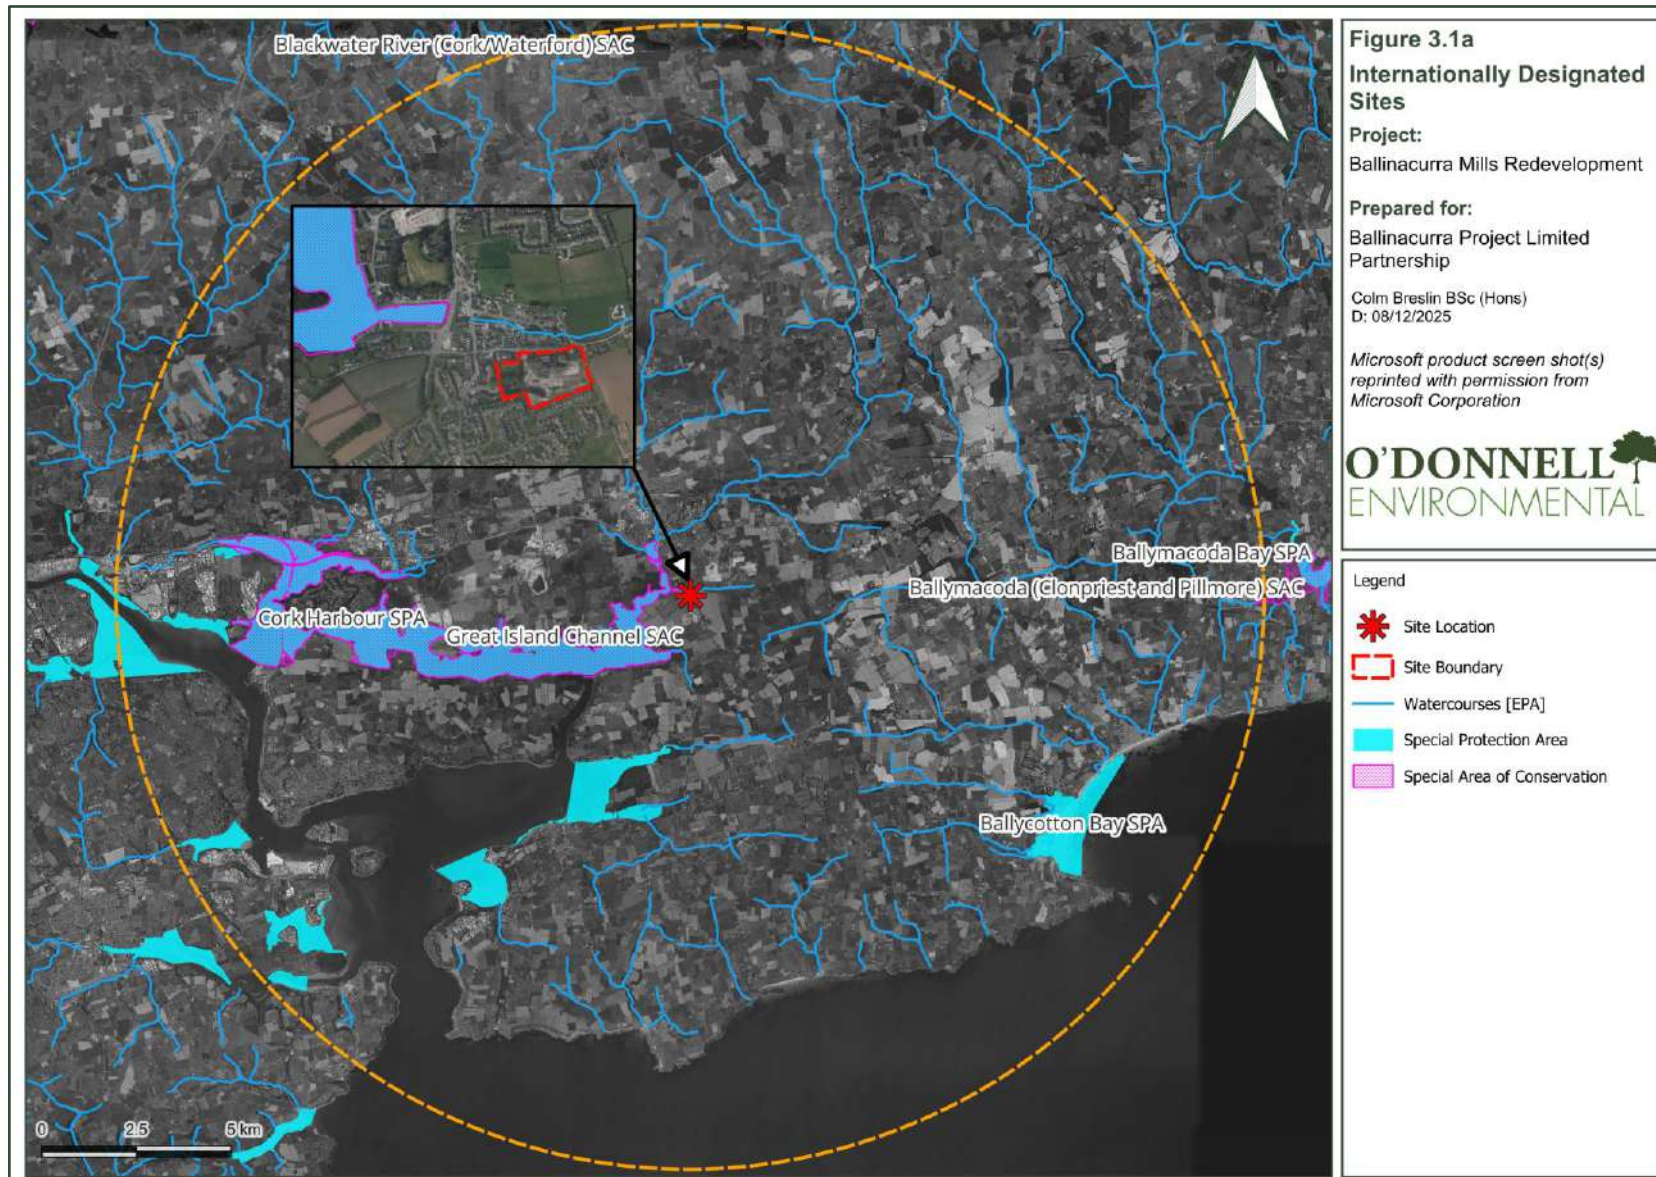 Blackwater River (Cork/Waterford) SAC
Ballymacoda Bay SPA
Ballymacoda (Clonpriest and Pillmore) SAC
Cork Harbour SPA
Great Island Channel SAC
Ballycotton Bay SPA
0 2.5 5 km
Figure 3.1a
Internationally Designated
Sites
Project:
Ballinacurra Mills Redevelopment
Prepared for:
Ballinacurra Project Limited
Partnership
Colm Breslin BSc (Hons)
D: 08/12/2025
Microsoft product screen shot(s)
reprinted with permission from
Microsoft Corporation
O'DONNELL
ENVIRONMENTAL
Legend
Site Location
Site Boundary
Watercourses [EPA]
Special Protection Area
Special Area of Conservation